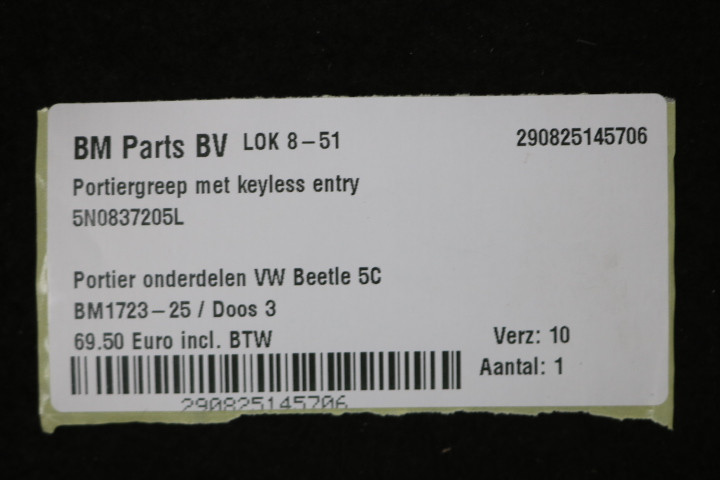 BM Parts BV LOK 8-51 290825145706
Portiergreep met keyless entry
5N0837205L
Portier onderdelen VW Beetle 5C
BM1723-25 / Doos 3
69.50 Euro incl. BTW Verz: 10
Aantal: 1
290825145706